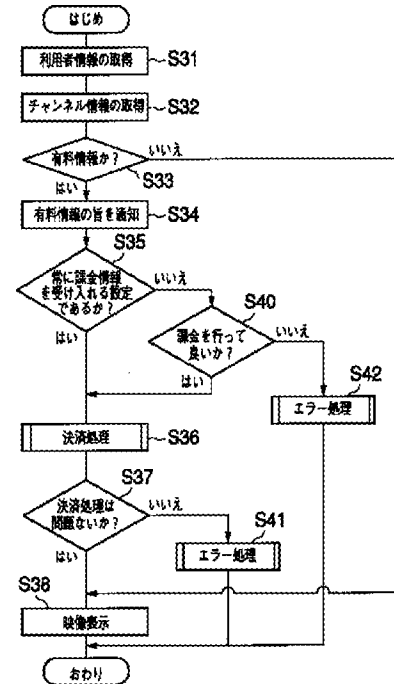 はじめ
利用者情報の取得
S31
チャンネル情報の取得
S32
有料情報か？
いいえ
S33
はい
有料情報の旨を通知
S34
S35
常に課金情報
を受け入れる設定
であるか？
いいえ
はい
S40
課金を行って
良いか？
いいえ
はい
S42
エラー処理
決済処理
S36
S37
決済処理は
問題ないか？
いいえ
はい
S41
エラー処理
S38
映像表示
おわり